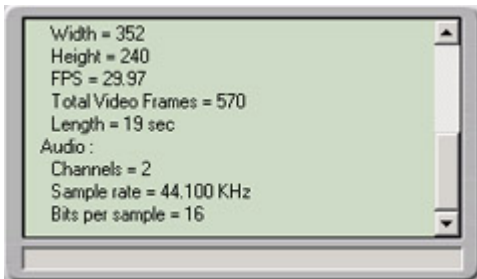 Width = 352
Height = 240
FPS = 29.97
Total Video Frames = 570
Length = 19 sec
Audio :
Channels = 2
Sample rate = 44.100 KHz
Bits per sample = 16